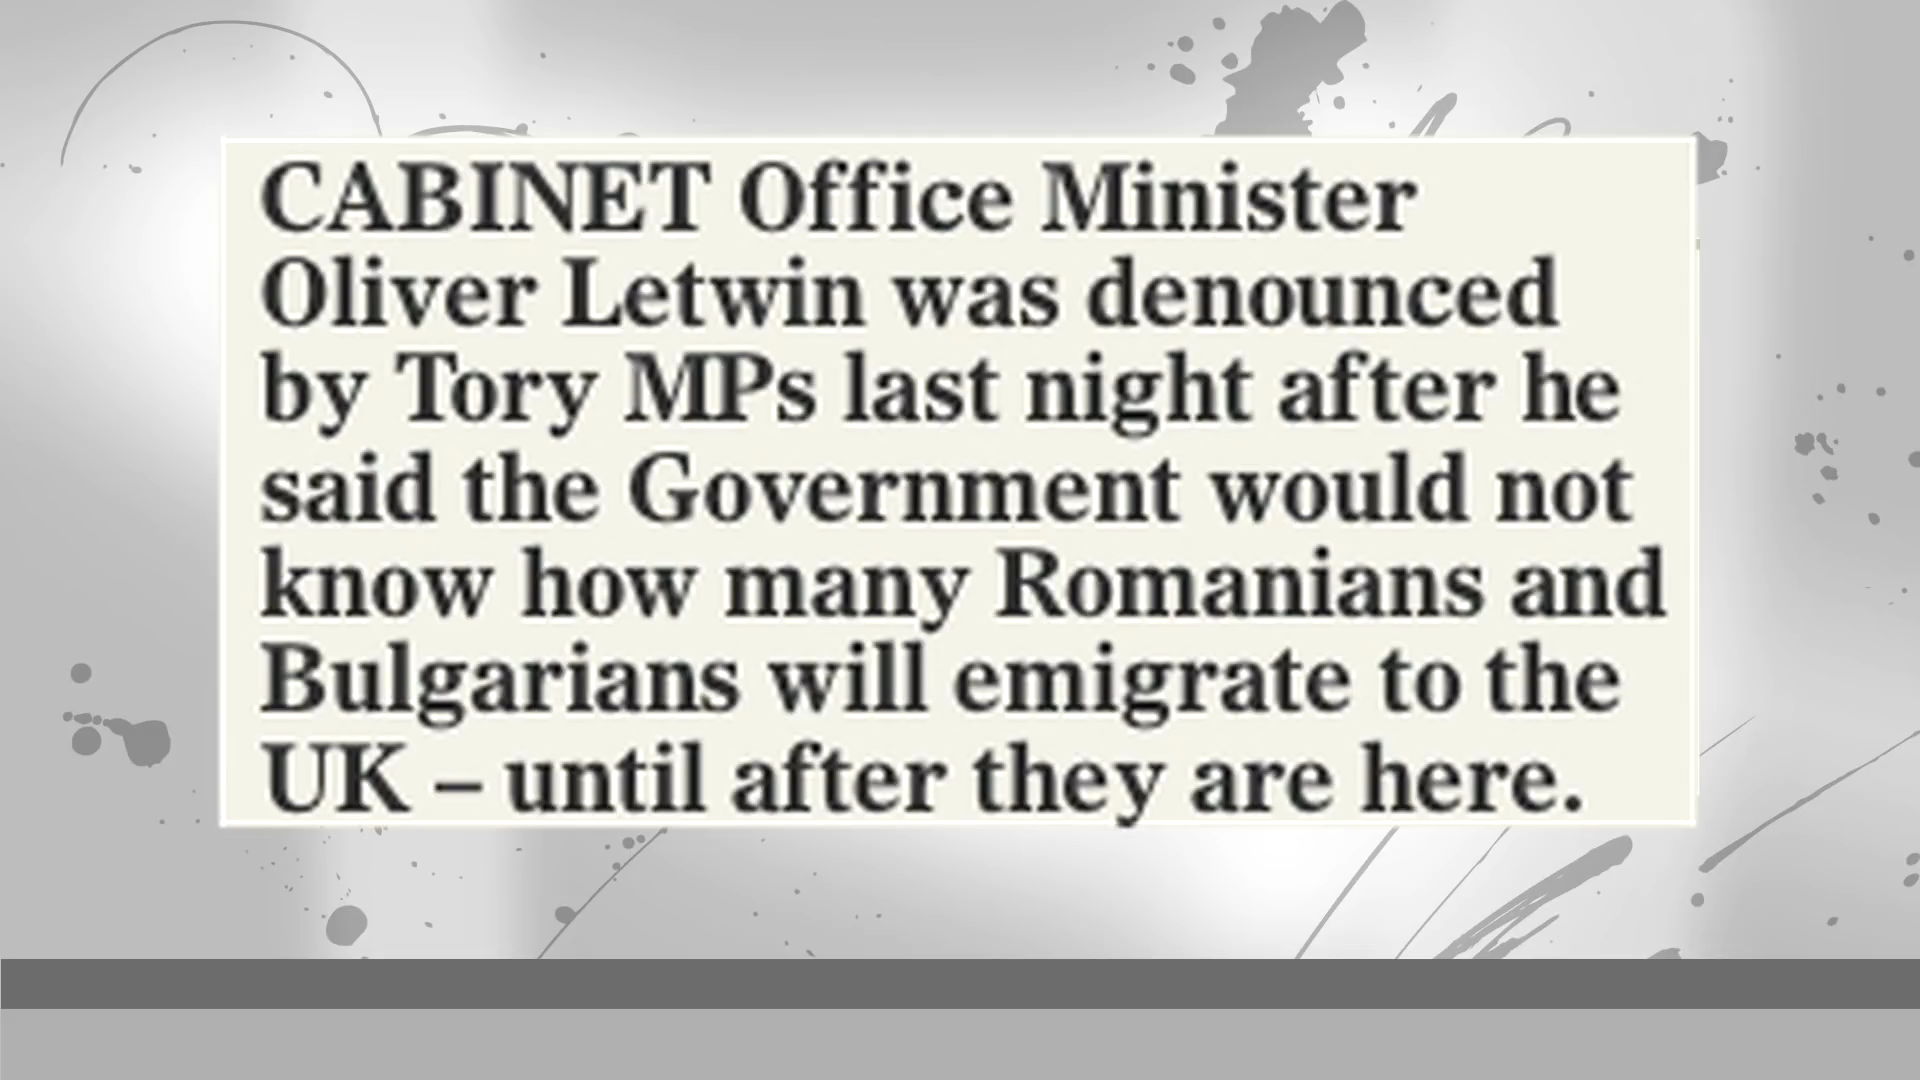 CABINET Office Minister
Oliver Letwin was denounced
by Tory MPs last night after he
said the Government would not
know how many Romanians and
Bulgarians will emigrate to the
UK – until after they are here.